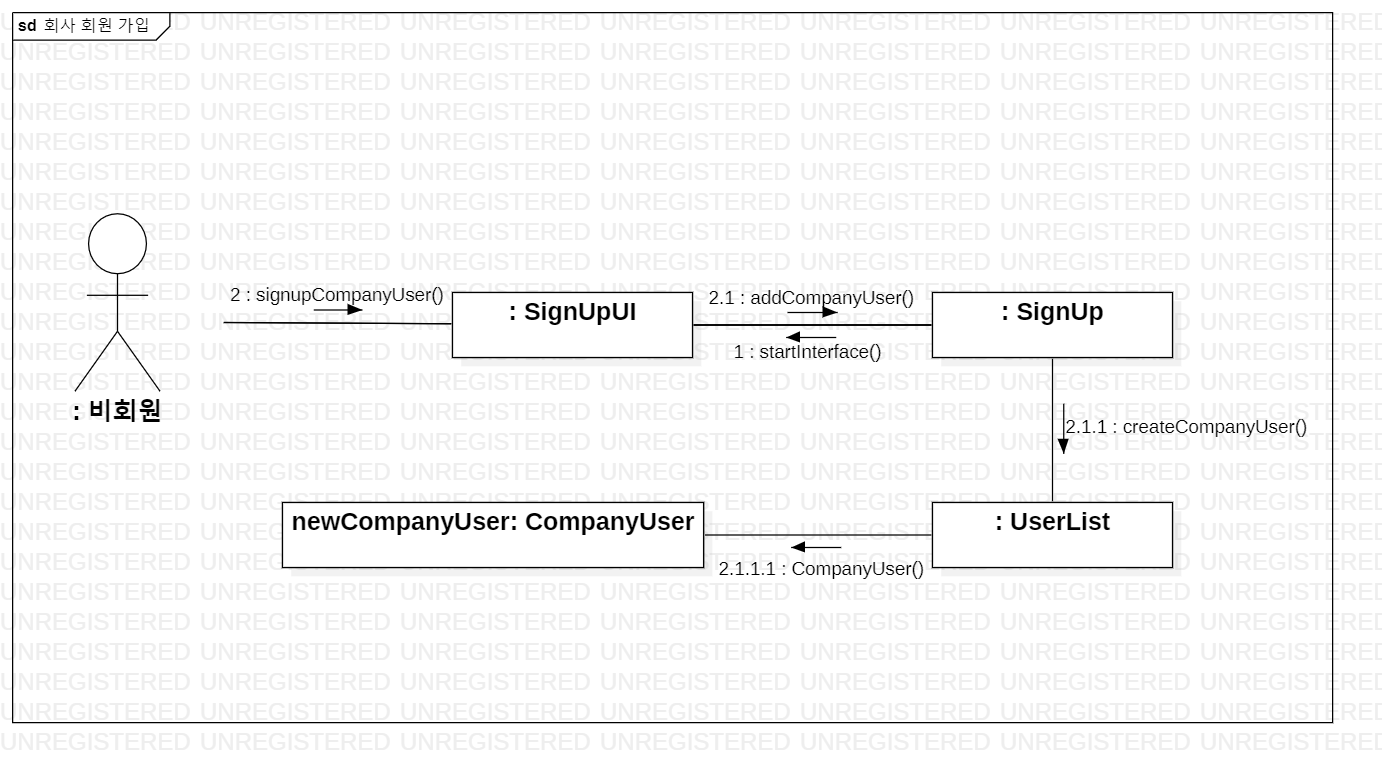 sd 회사 회원 가입
2 : signupCompanyUser()
: SignUpUI
2.1 : addCompanyUser()
1 : startInterface()
: SignUp
: 비회원
2.1.1 : createCompanyUser()
newCompanyUser: CompanyUser
2.1.1.1 : CompanyUser()
: UserList
UNREGISTERED